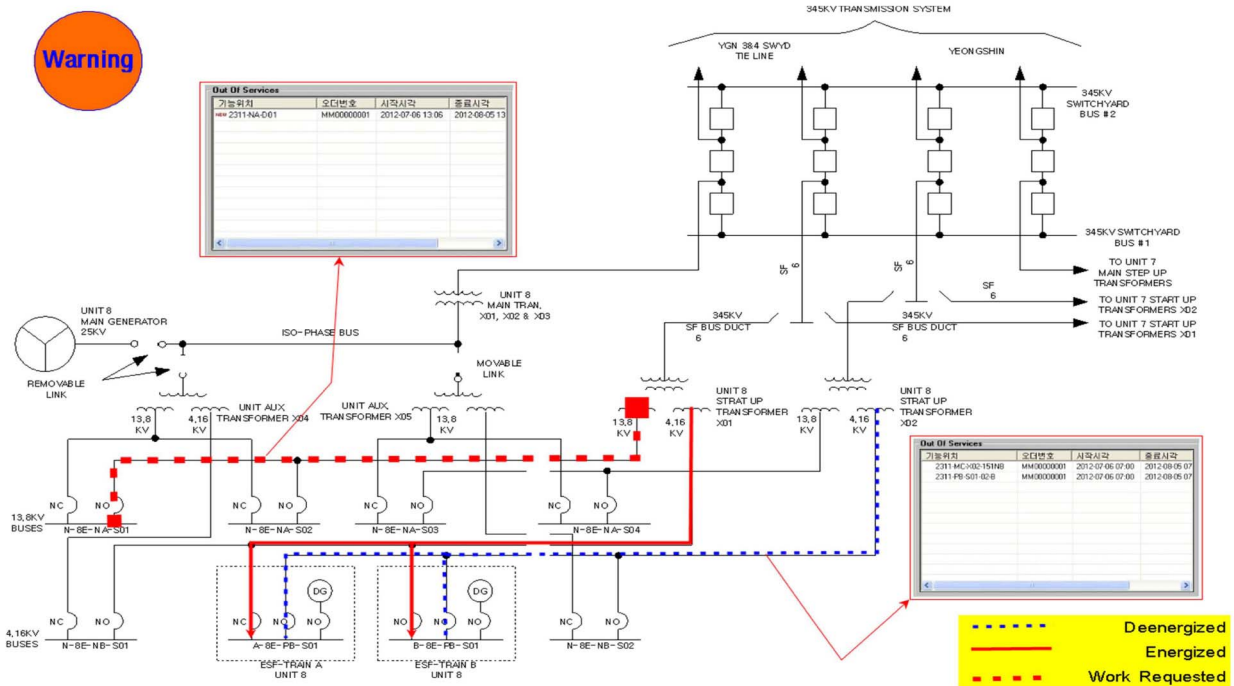 345KV TRANSMISSION SYSTEM
Warning
YGN 3&4 SWYD
TIE LINE
YEONGSHIN
345KV
SWITCHYARD
BUS #2
Out Of Services
기능위치 오더번호 시작시각 종료시각
NEW 2311-NA-D01 MM00000001 2012-07-06 13:06 2012-08-05 13
345KV SWITCHYARD
BUS #1
SF
6
SF
6
TO UNIT 7
MAIN STEP UP
TRANSFORMERS
SF
6
TO UNIT 7 START UP
TRANSFORMERS X02
TO UNIT 7 START UP
TRANSFORMERS X01
UNIT 8
MAIN TRAN,
X01, X02 & X03
345KV
SF BUS DUCT
6
345KV
SF BUS DUCT
6
UNIT 8
MAIN GENERATOR
25KV
ISO-PHASE BUS
REMOVABLE
LINK
MOVABLE
LINK
UNIT AUX
TRANSFORMER X04
UNIT AUX
TRANSFORMER X05
UNIT 8
STRAT UP
TRANSFORMER
X01
UNIT 8
STRAT UP
TRANSFORMER
X02
13,8
KV
4,16
KV
13,8
KV
4,16
KV
13,8
KV
4,16
KV
13,8
KV
4,16
KV
Out Of Services
기능위치 오더번호 시작시각 종료시각
2311-MC-X02-151NB MM00000001 2012-07-06 07:00 2012-08-05 07
2311-PB-S01-02-B MM00000001 2012-07-06 07:00 2012-08-05 07
NC NO NC NO NC NO NC NO
13,8KV
BUSES
N-8E-NA-S01 N-8E-NA-S02 N-8E-NA-S03 N-8E-NA-S04
DG DG
NC NO NC NO NO NO NC NO NC NO
4,16KV
BUSES
N-8E-NB-S01 A-8E-PB-S01 B-8E-PB-S01 N-8E-NB-S02
ESF-TRAIN A
UNIT 8
ESF-TRAIN B
UNIT 8
Deenergized
Energized
Work Requested